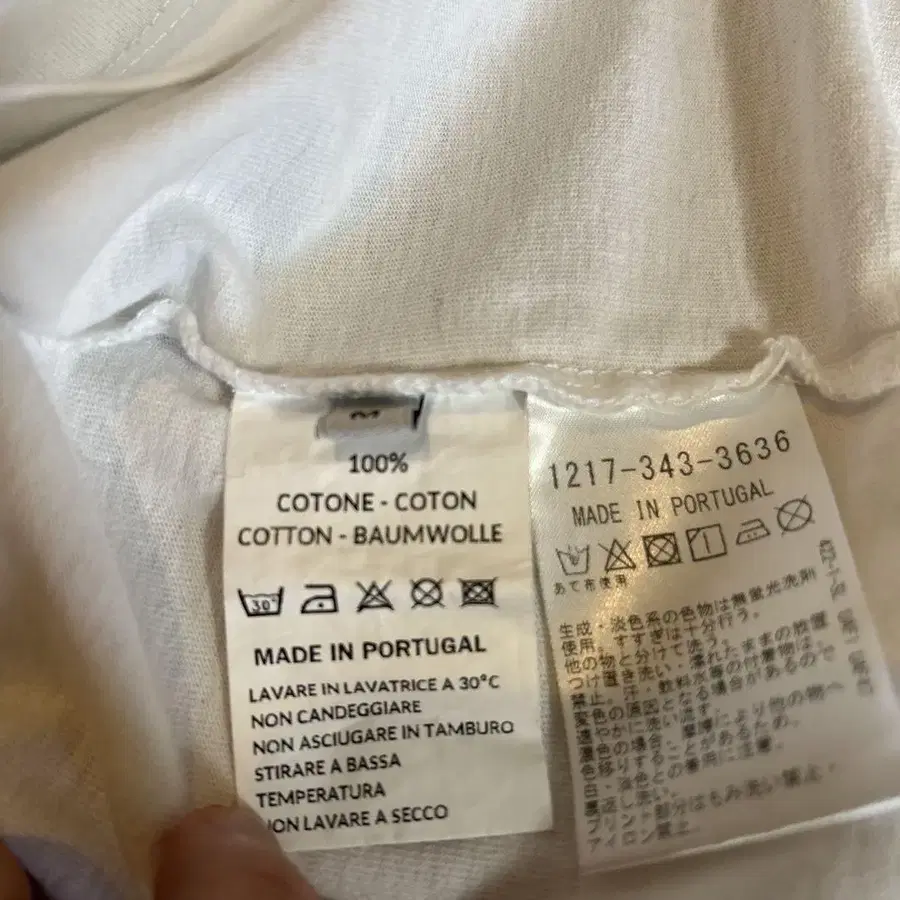 M
100%
COTONE - COTON
COTTON - BAUMWOLLE
30°
MADE IN PORTUGAL
LAVARE IN LAVATRICE A 30°C
NON CANDEGGIARE
NON ASCIUGARE IN TAMBURO
STIRARE A BASSA
TEMPERATURA
NON LAVARE A SECCO
1217-343-3636
MADE IN PORTUGAL
あて布使用
生成・淡色系の色物は無蛍光洗剤
使用。すすぎは十分行う。
他の物と分けて洗う。
つけ置き洗い・濡れたままの放置
禁止。汗・飲料水等の付着物は、
変色の原因となる場合があるので
速やかに洗い流す。
濃色の場合、摩擦により他の物へ
色移りすることがあるため、
白・淡色との兼用に注意。
裏返し洗い。
プリント部分はもみ洗い禁止・
アイロン禁止。